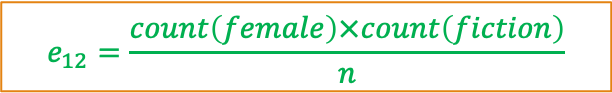 e₁₂ = count(female)×count(fiction) / n